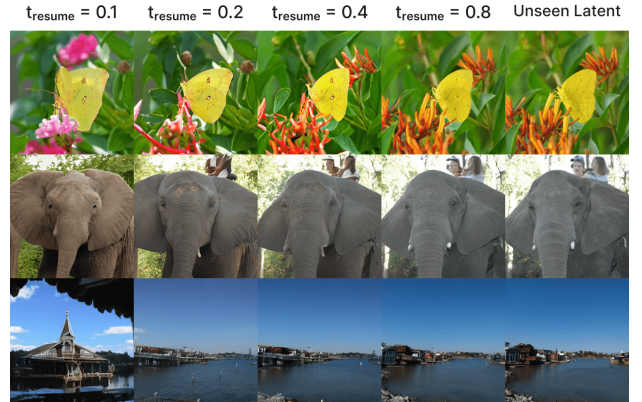 t_resume = 0.1 t_resume = 0.2 t_resume = 0.4 t_resume = 0.8 Unseen Latent